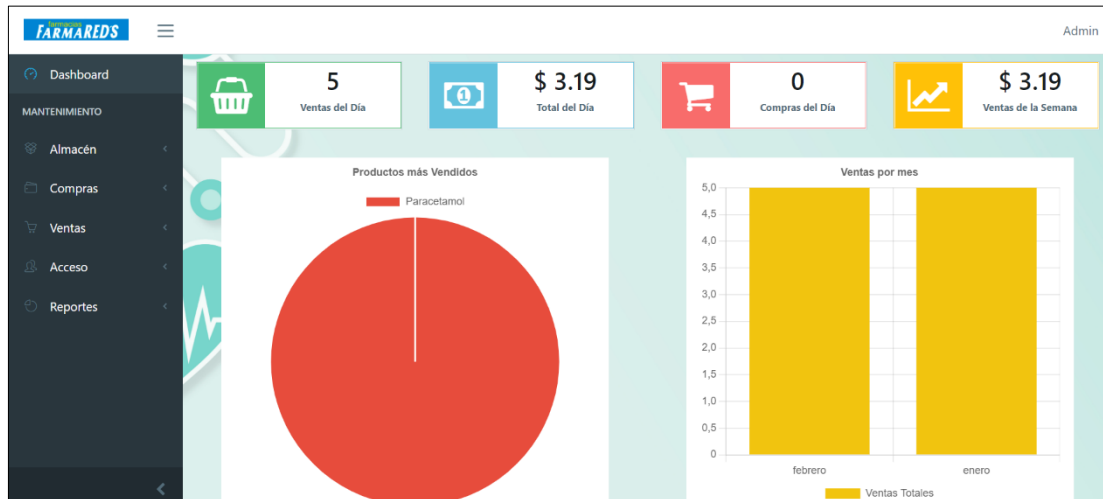 farmacias
FARMAREDS
Admin
Dashboard
MANTENIMIENTO
Almacén
Compras
Ventas
Acceso
Reportes
5
Ventas del Día
1
$ 3.19
Total del Día
0
Compras del Día
$ 3.19
Ventas de la Semana
Productos más Vendidos
Paracetamol
Ventas por mes
5,0
4,5
4,0
3,5
3,0
2,5
2,0
1,5
1,0
0,5
0
febrero
enero
Ventas Totales